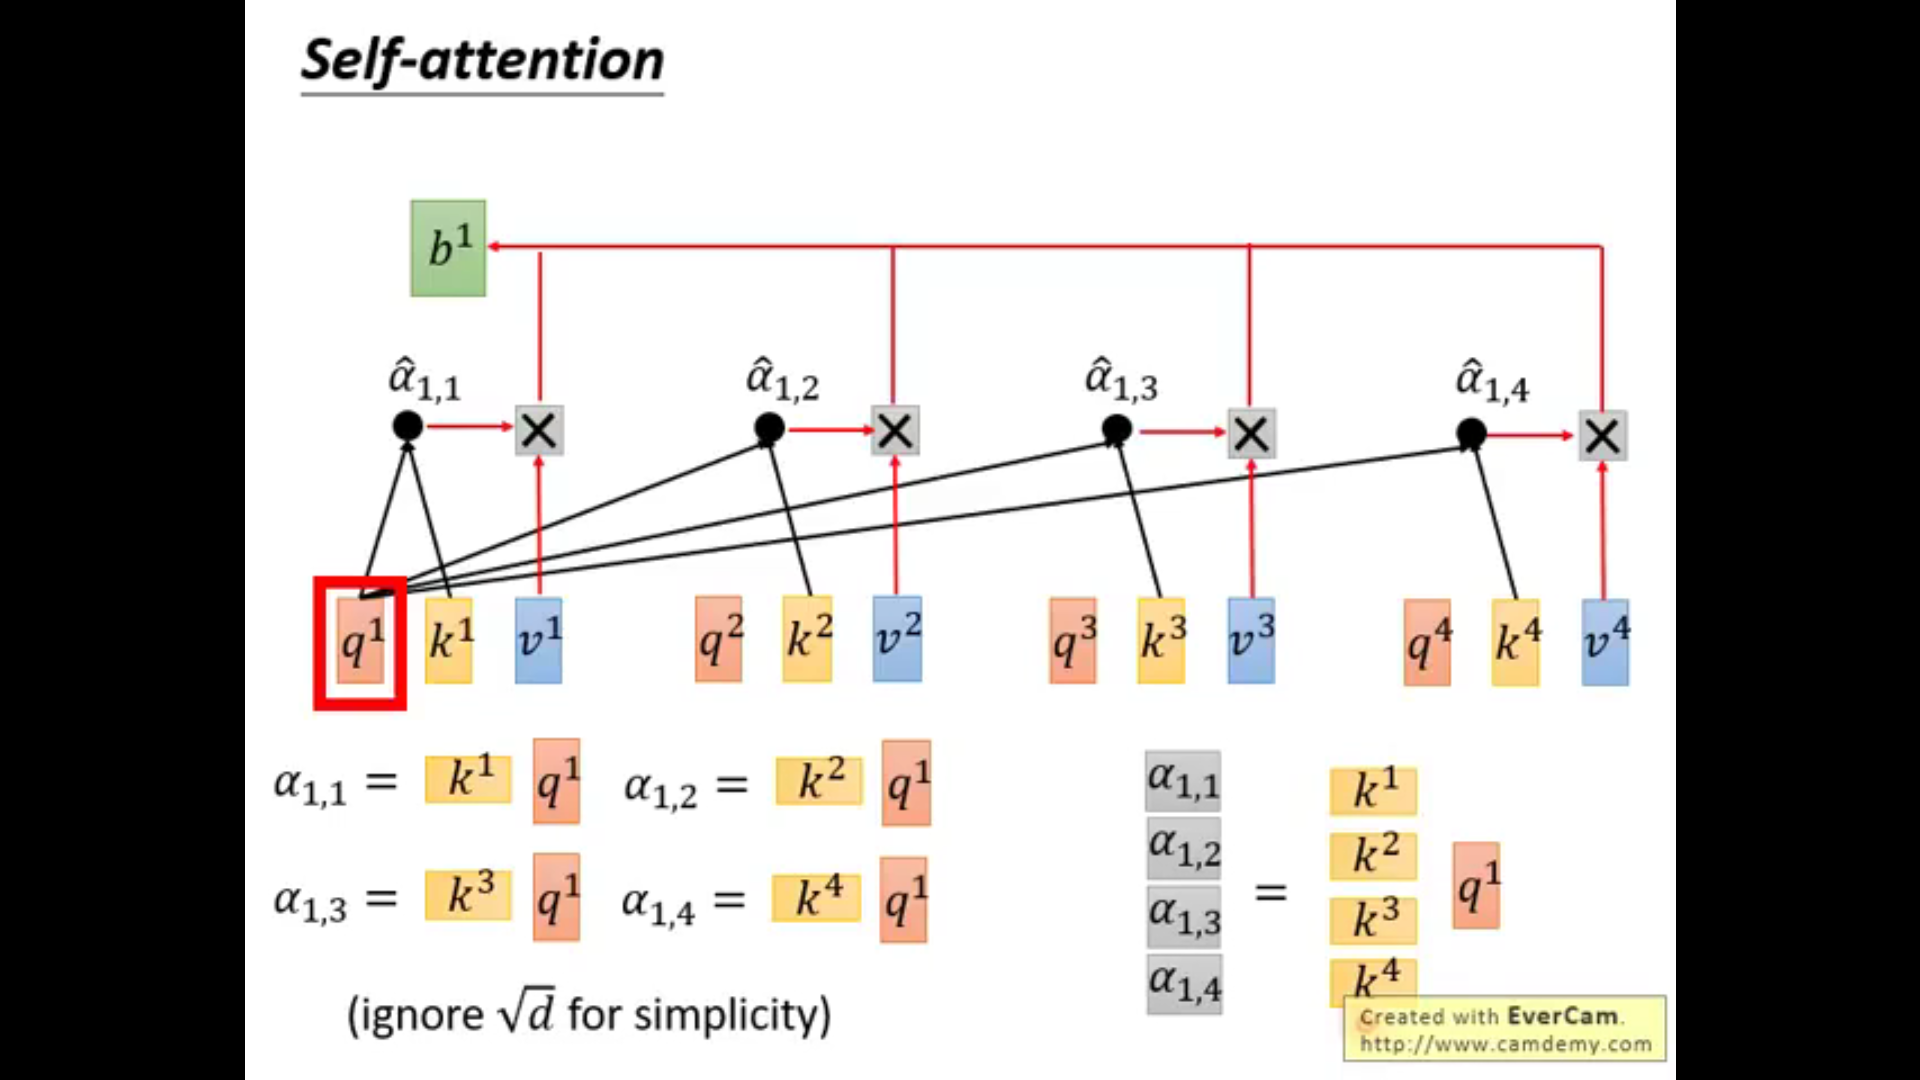 Self-attention
b¹
α̂₁,₁ α̂₁,₂ α̂₁,₃ α̂₁,₄
q¹ k¹ v¹ q² k² v² q³ k³ v³ q⁴ k⁴ v⁴
α₁,₁ = k¹ q¹ α₁,₂ = k² q¹
α₁,₃ = k³ q¹ α₁,₄ = k⁴ q¹
α₁,₁
α₁,₂
α₁,₃
α₁,₄
=
k¹
k²
k³
k⁴
q¹
(ignore √d for simplicity)
Created with EverCam.
http://www.camdemy.com